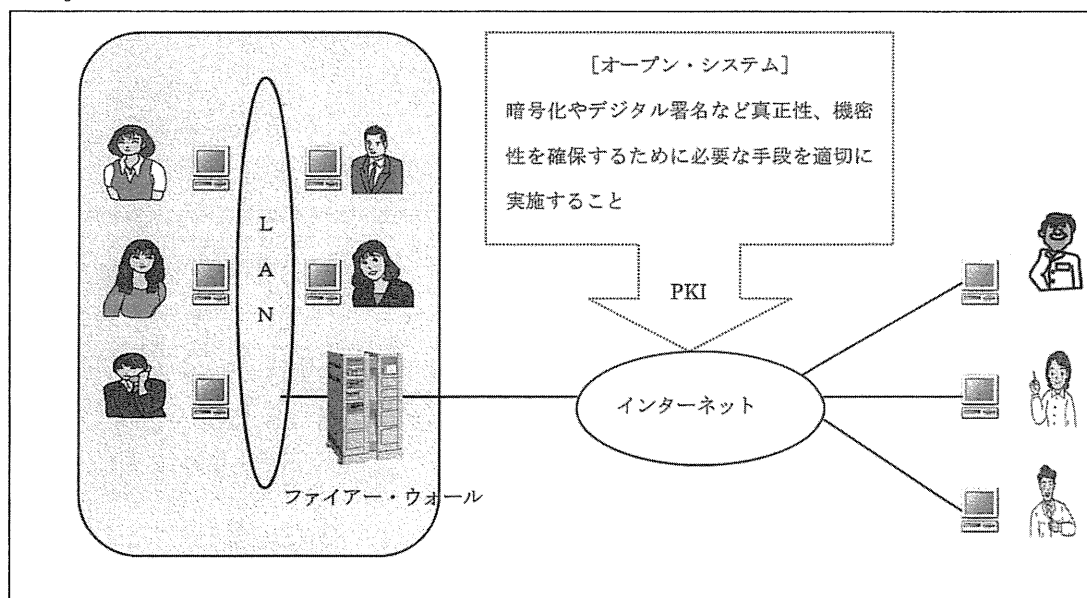 [オープン・システム]
暗号化やデジタル署名など真正性、機密
性を確保するために必要な手段を適切に
実施すること
PKI
LAN
インターネット
ファイアー・ウォール